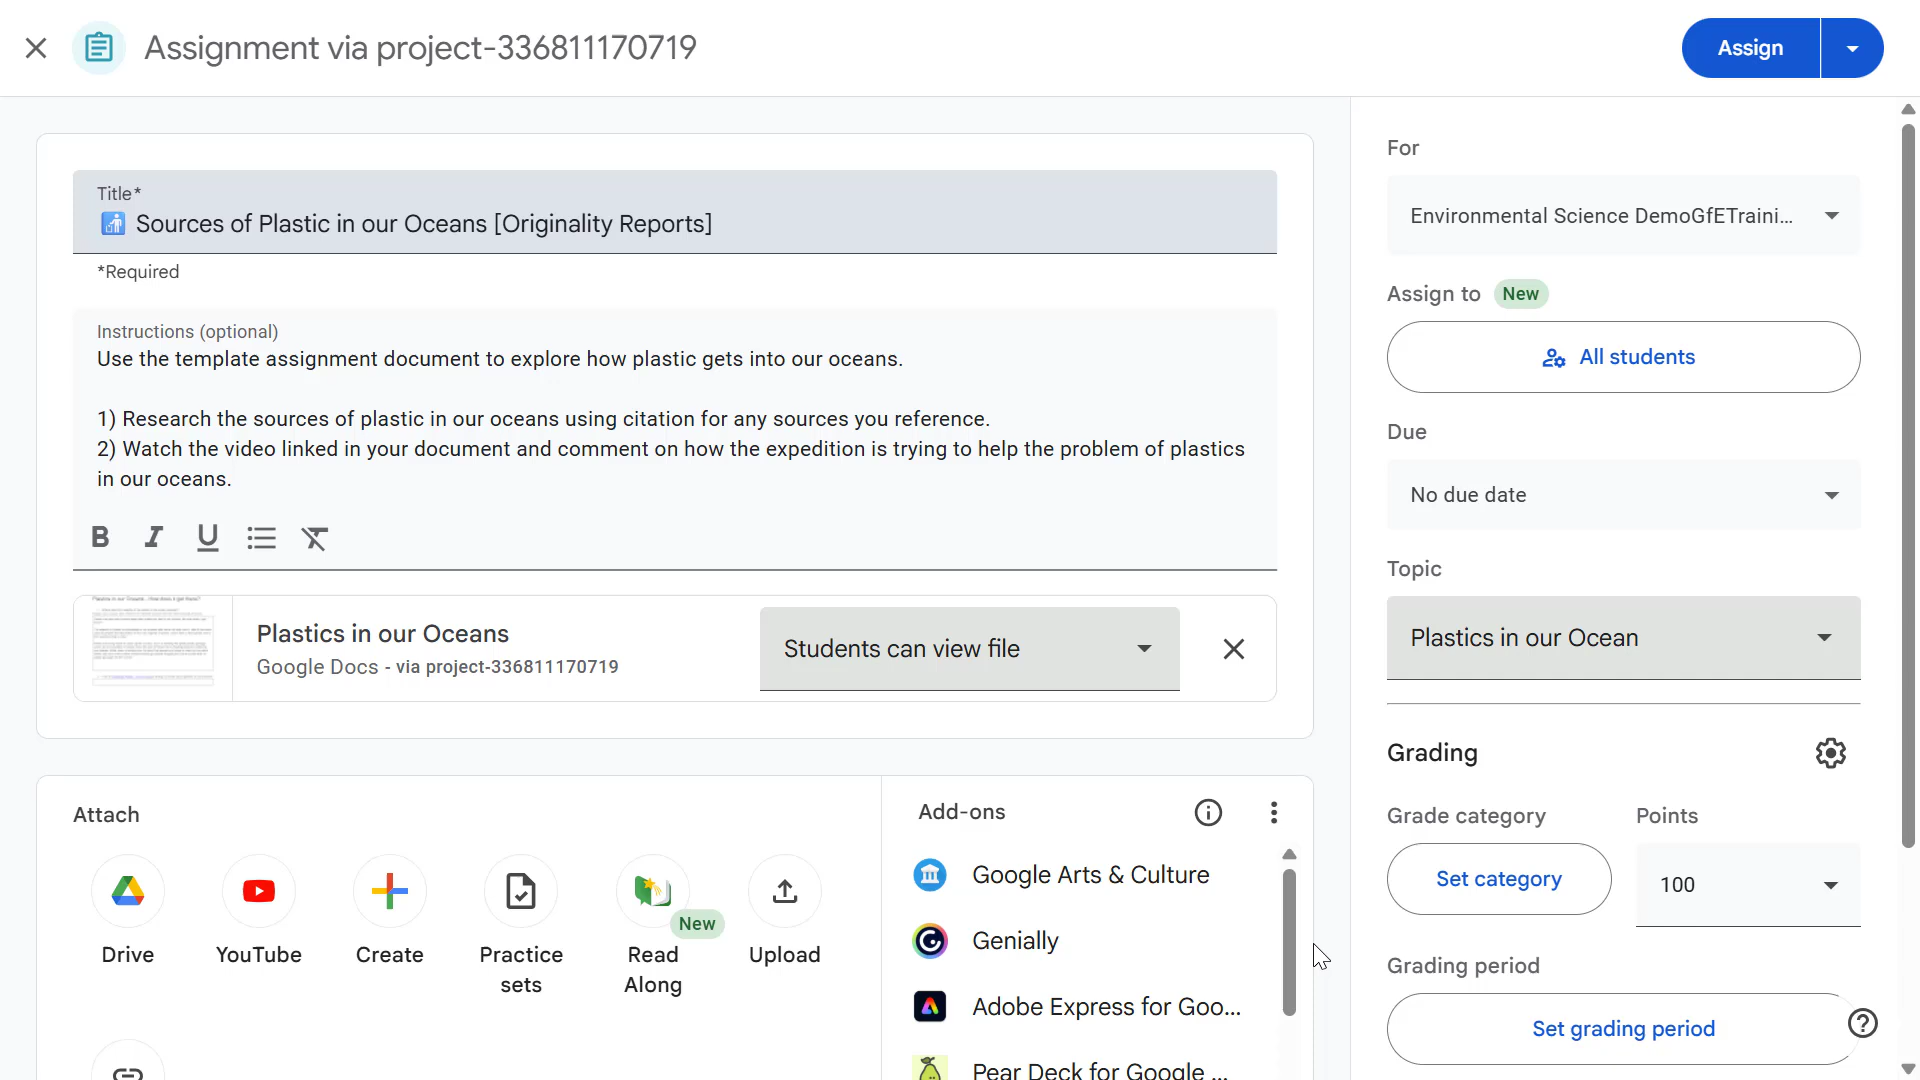 Assignment via project-336811170719
Assign
Title*
Sources of Plastic in our Oceans [Originality Reports]
*Required
Instructions (optional)
Use the template assignment document to explore how plastic gets into our oceans.
1) Research the sources of plastic in our oceans using citation for any sources you reference.
2) Watch the video linked in your document and comment on how the expedition is trying to help the problem of plastics
in our oceans.
B I U
Plastics in our Oceans
Google Docs - via project-336811170719
Students can view file
Attach
Drive
YouTube
Create
Practice
sets
New
Read
Along
Upload
Add-ons
Google Arts & Culture
Genially
Adobe Express for Goo...
Pear Deck for Google ...
For
Environmental Science DemoGfETraini...
Assign to New
All students
Due
No due date
Topic
Plastics in our Ocean
Grading
Grade category
Set category
Points
100
Grading period
Set grading period